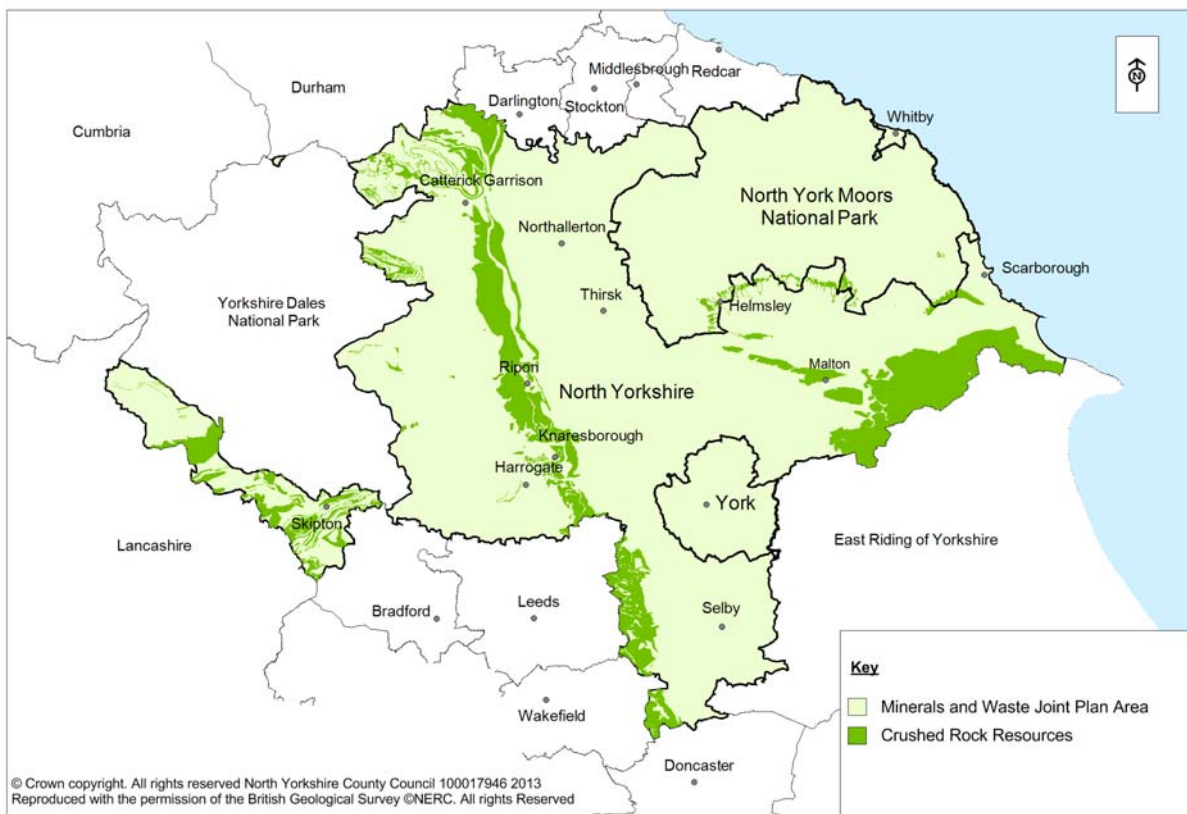 Durham
Cumbria
Darlington
Stockton
Middlesbrough
Redcar
N
Whitby
Catterick Garrison
Northallerton
North York Moors
National Park
Scarborough
Yorkshire Dales
National Park
Thirsk
Helmsley
Malton
Ripon
North Yorkshire
Knaresborough
Harrogate
York
Skipton
Lancashire
East Riding of Yorkshire
Bradford
Leeds
Selby
Wakefield
Doncaster
Key
Minerals and Waste Joint Plan Area
Crushed Rock Resources
© Crown copyright. All rights reserved North Yorkshire County Council 100017946 2013
Reproduced with the permission of the British Geological Survey ©NERC. All rights Reserved